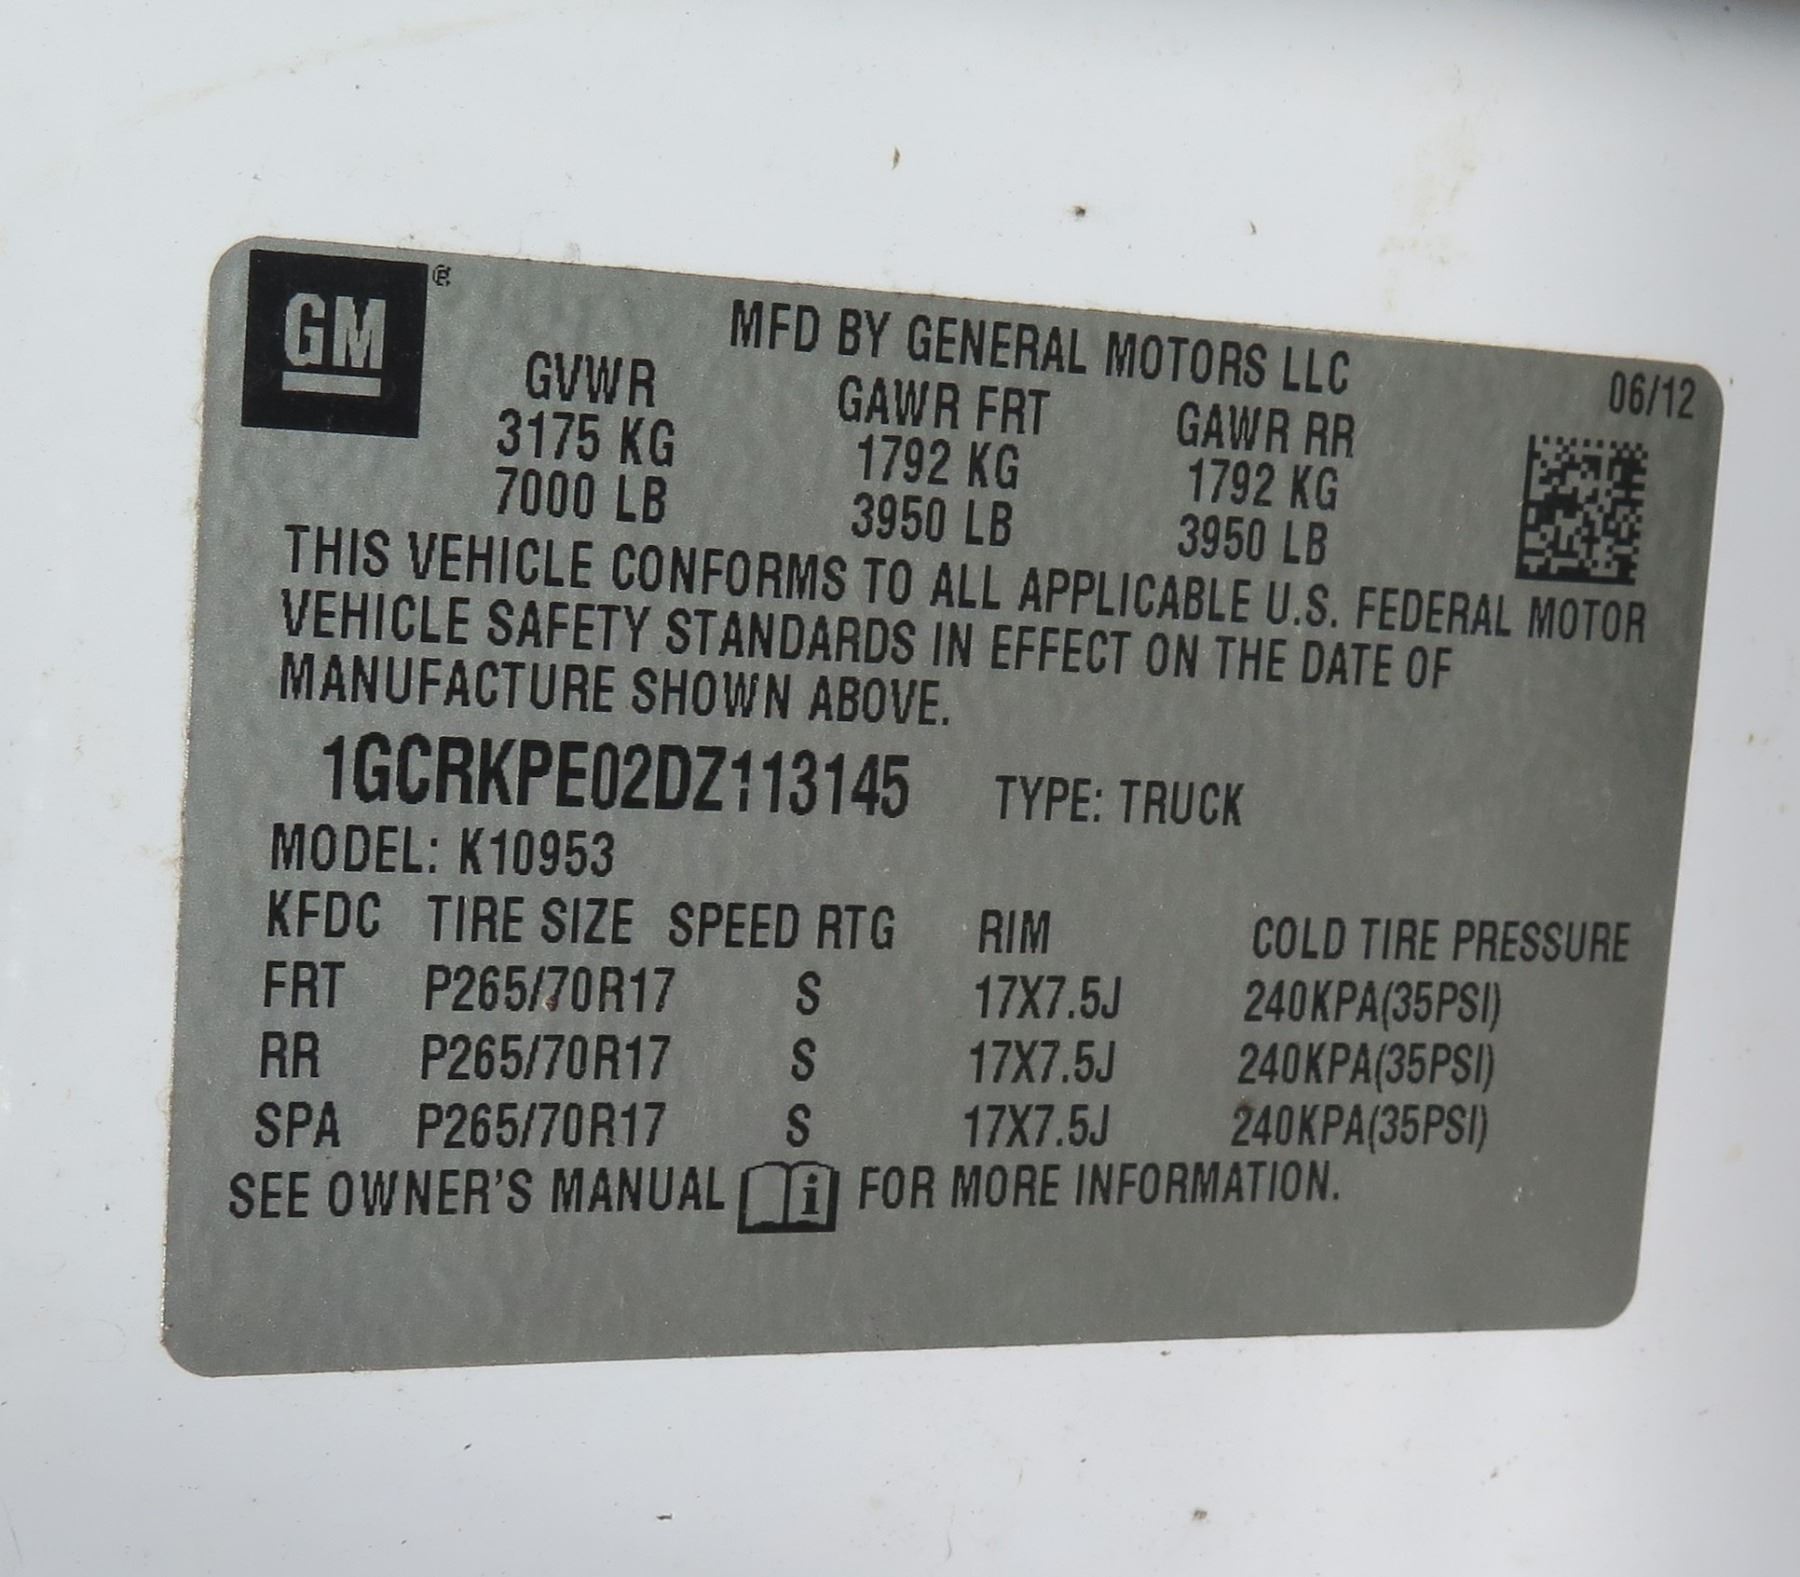 GM
MFD BY GENERAL MOTORS LLC
06/12
GVWR GAWR FRT GAWR RR
3175 KG 1792 KG 1792 KG
7000 LB 3950 LB 3950 LB
THIS VEHICLE CONFORMS TO ALL APPLICABLE U.S. FEDERAL MOTOR
VEHICLE SAFETY STANDARDS IN EFFECT ON THE DATE OF
MANUFACTURE SHOWN ABOVE.
1GCRKPE02DZ113145 TYPE: TRUCK
MODEL: K10953
KFDC TIRE SIZE SPEED RTG RIM COLD TIRE PRESSURE
FRT P265/70R17 S 17X7.5J 240KPA(35PSI)
RR P265/70R17 S 17X7.5J 240KPA(35PSI)
SPA P265/70R17 S 17X7.5J 240KPA(35PSI)
SEE OWNER'S MANUAL i FOR MORE INFORMATION.